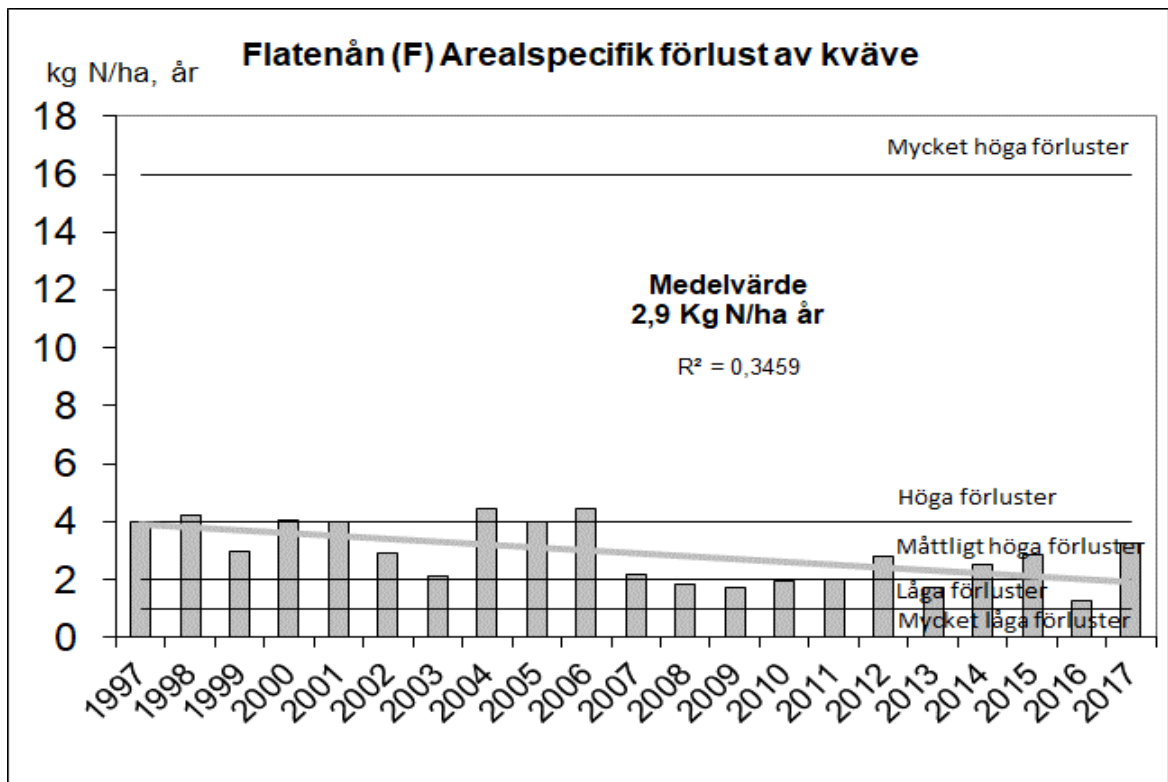 Flatenån (F) Arealspecifik förlust av kväve
kg N/ha, år
18
Mycket höga förluster
16
14
12
Medelvärde
2,9 Kg N/ha år
10
R² = 0,3459
8
6
Höga förluster
4
Måttligt höga förluster
2
Låga förluster
Mycket låga förluster
0
1997 1998 1999 2000 2001 2002 2003 2004 2005 2006 2007 2008 2009 2010 2011 2012 2013 2014 2015 2016 2017